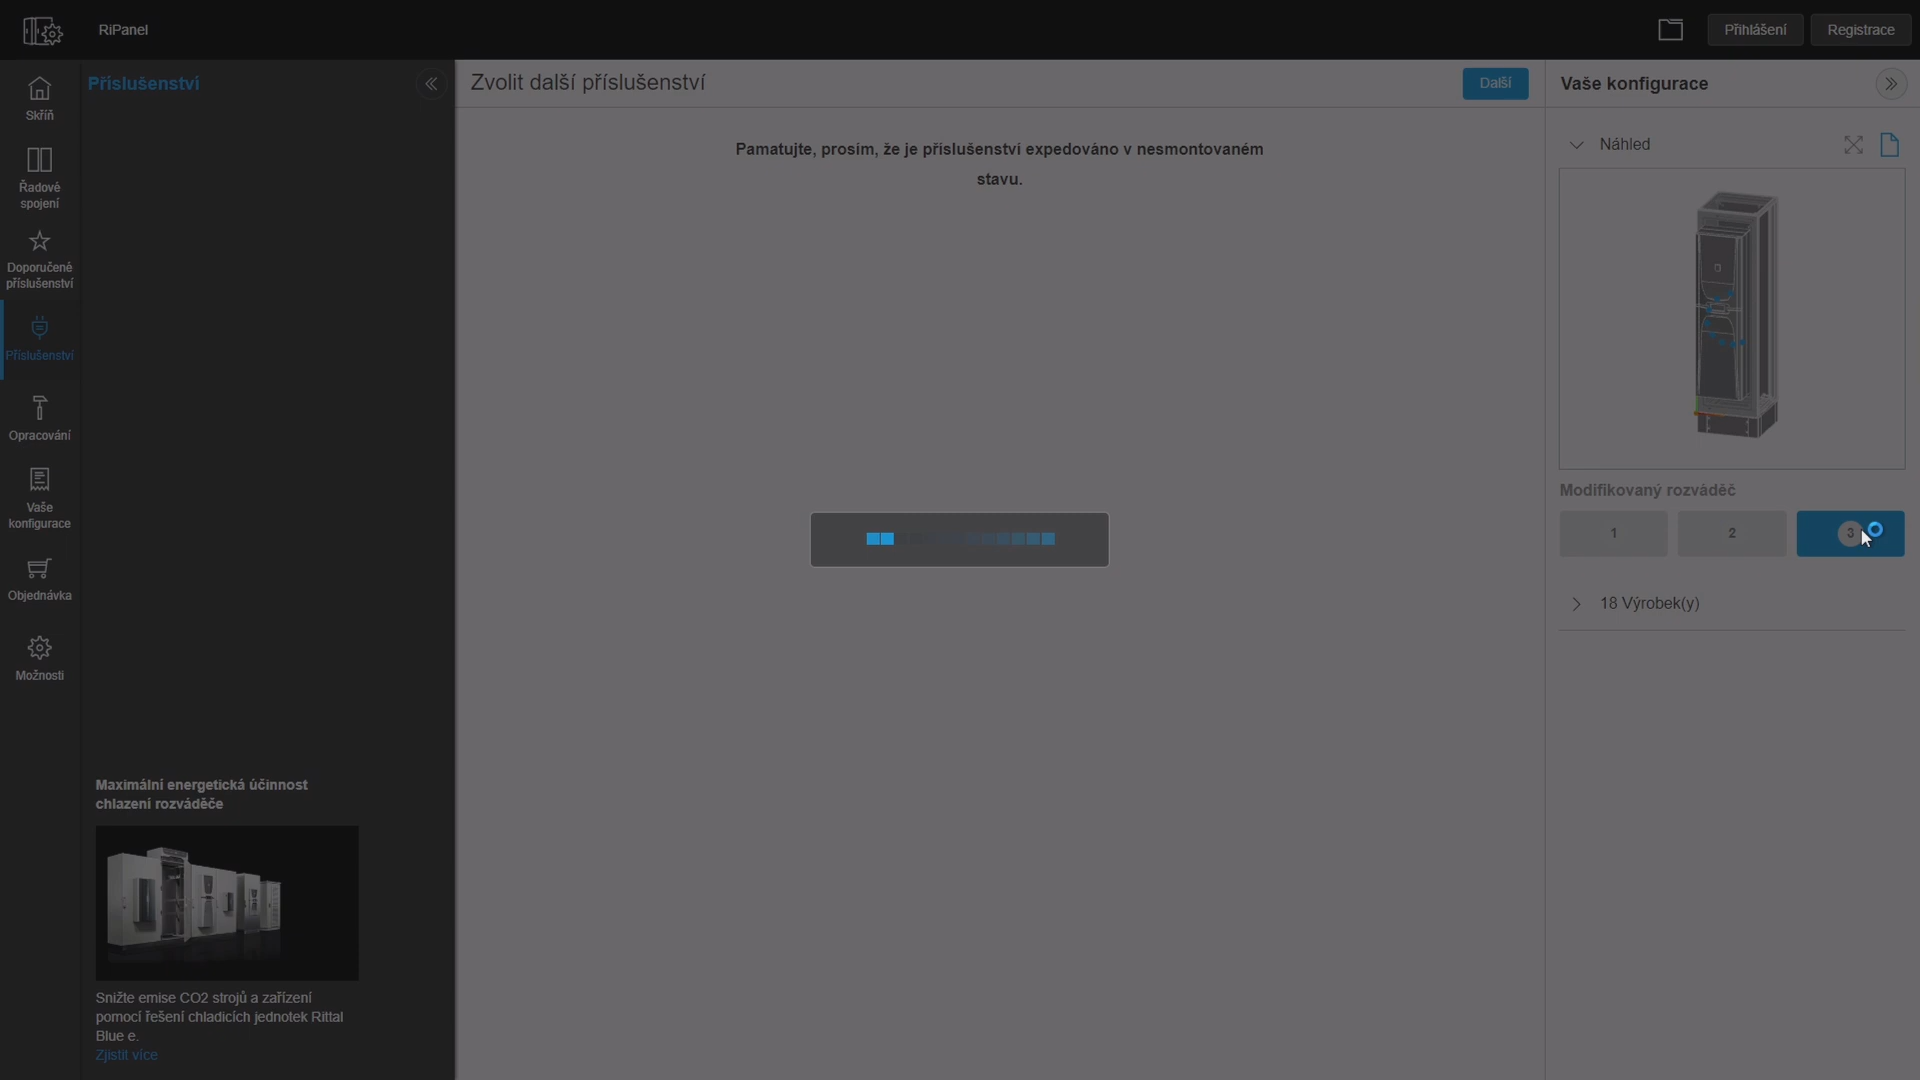 RiPanel
Přihlášení
Registrace
Skříň
Řadové
spojení
Doporučené
příslušenství
Příslušenství
Opracování
Vaše
konfigurace
Objednávka
Možnosti
Příslušenství
Maximální energetická účinnost
chlazení rozváděče
Snižte emise CO2 strojů a zařízení
pomocí řešení chladicích jednotek Rittal
Blue e.
Zjistit více
Zvolit další příslušenství
Další
Pamatujte, prosím, že je příslušenství expedováno v nesmontovaném
stavu.
Vaše konfigurace
Náhled
Modifikovaný rozváděč
1
2
3
18 Výrobek(y)